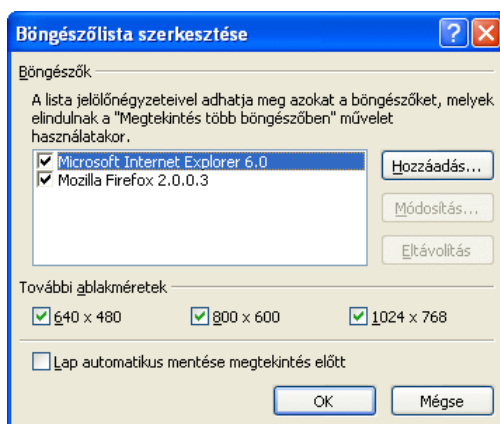 Böngészőlista szerkesztése
Böngészők
A lista jelölőnégyzeteivel adhatja meg azokat a böngészőket, melyek
elindulnak a "Megtekintés több böngészőben" művelet
használatakor.
Microsoft Internet Explorer 6.0
Mozilla Firefox 2.0.0.3
Hozzáadás...
Módosítás...
Eltávolítás
További ablakméretek
640 x 480 800 x 600 1024 x 768
Lap automatikus mentése megtekintés előtt
OK Mégse